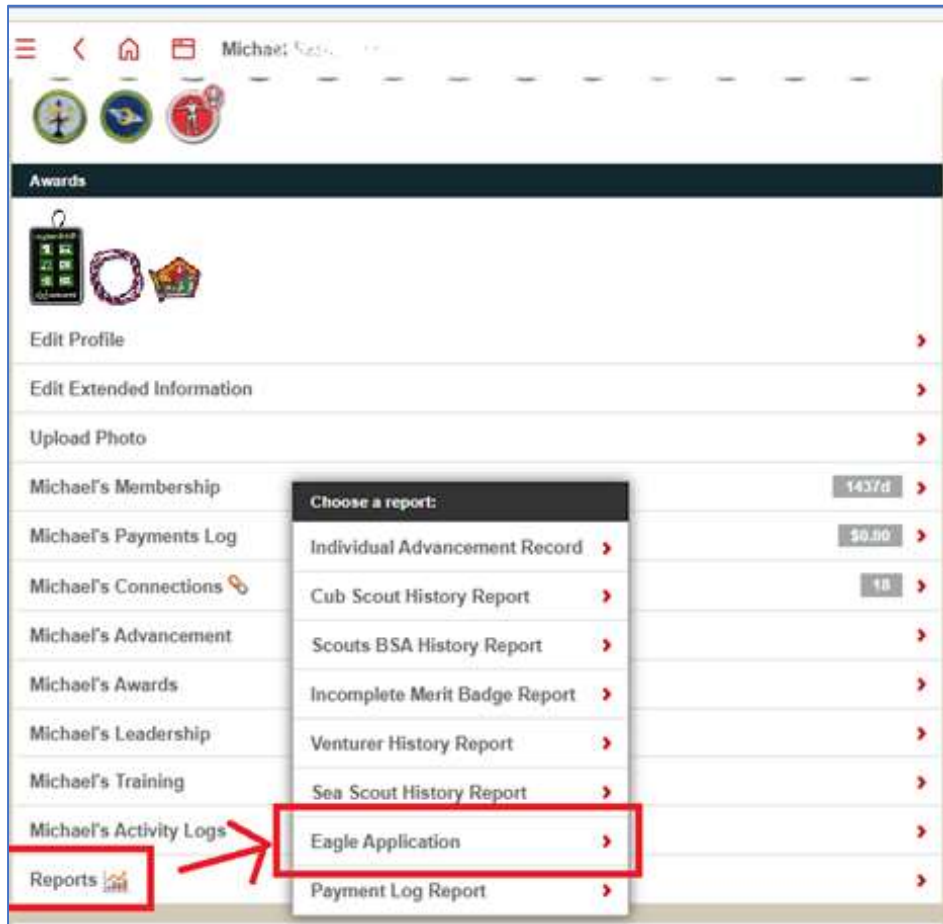 Michael
Awards
Edit Profile
Edit Extended Information
Upload Photo
Michael's Membership
1437d
Michael's Payments Log
$0.00
Michael's Connections
18
Michael's Advancement
Michael's Awards
Michael's Leadership
Michael's Training
Michael's Activity Logs
Reports
Choose a report:
Individual Advancement Record
Cub Scout History Report
Scouts BSA History Report
Incomplete Merit Badge Report
Venturer History Report
Sea Scout History Report
Eagle Application
Payment Log Report